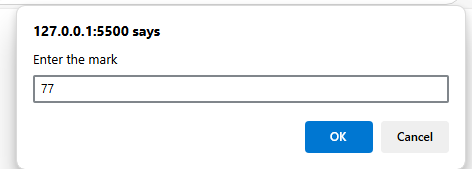 127.0.0.1:5500 says
Enter the mark
77
OK Cancel